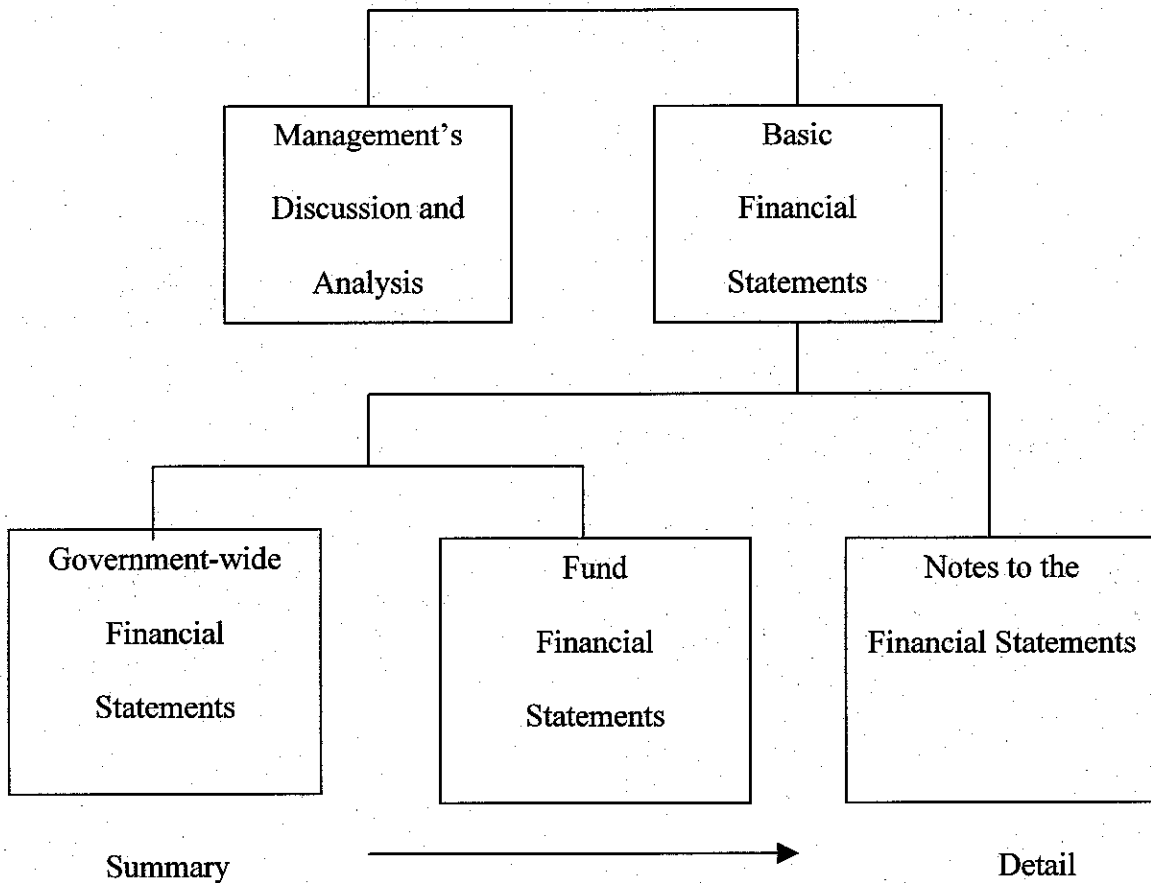 Management's
Discussion and
Analysis
Basic
Financial
Statements
Government-wide
Financial
Statements
Fund
Financial
Statements
Notes to the
Financial Statements
Summary
Detail